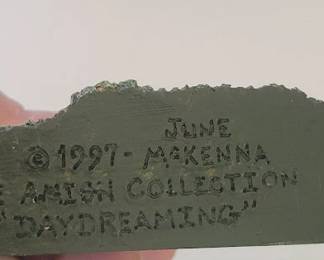 JUNE
©1997- McKENNA
E AMISH COLLECTION
"DAYDREAMING"